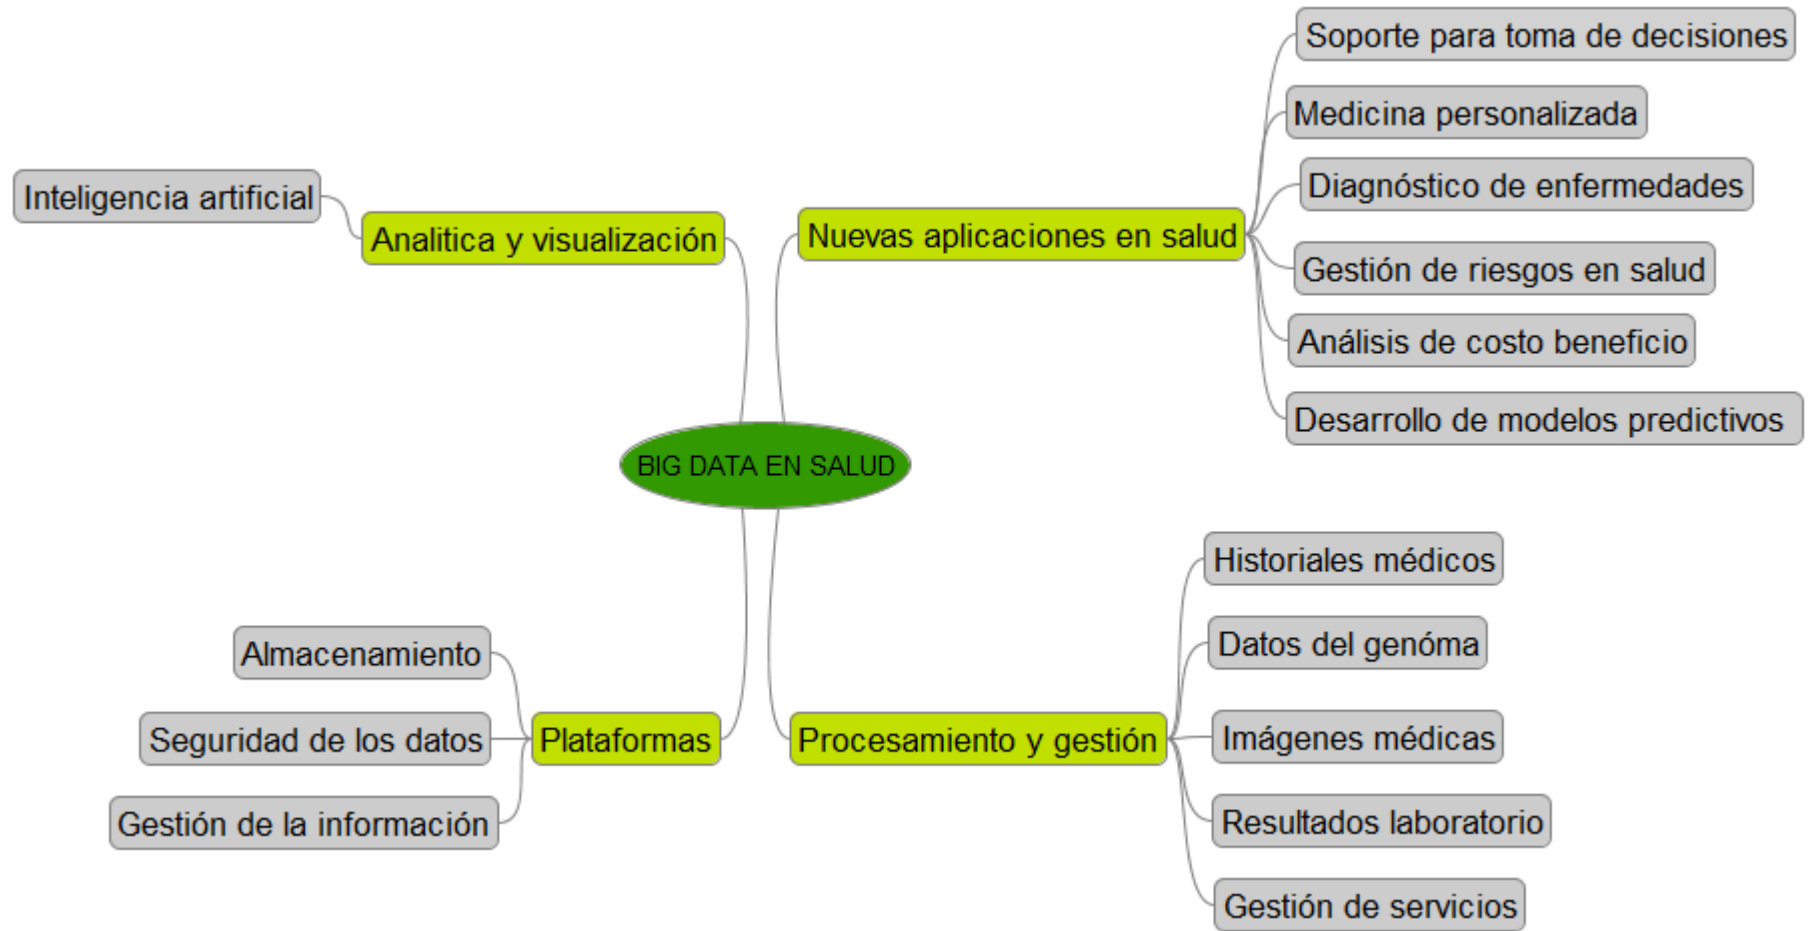 Soporte para toma de decisiones
Medicina personalizada
Inteligencia artificial
Diagnóstico de enfermedades
Analitica y visualización
Nuevas aplicaciones en salud
Gestión de riesgos en salud
Análisis de costo beneficio
Desarrollo de modelos predictivos
BIG DATA EN SALUD
Historiales médicos
Almacenamiento
Datos del genóma
Seguridad de los datos
Plataformas
Procesamiento y gestión
Imágenes médicas
Gestión de la información
Resultados laboratorio
Gestión de servicios